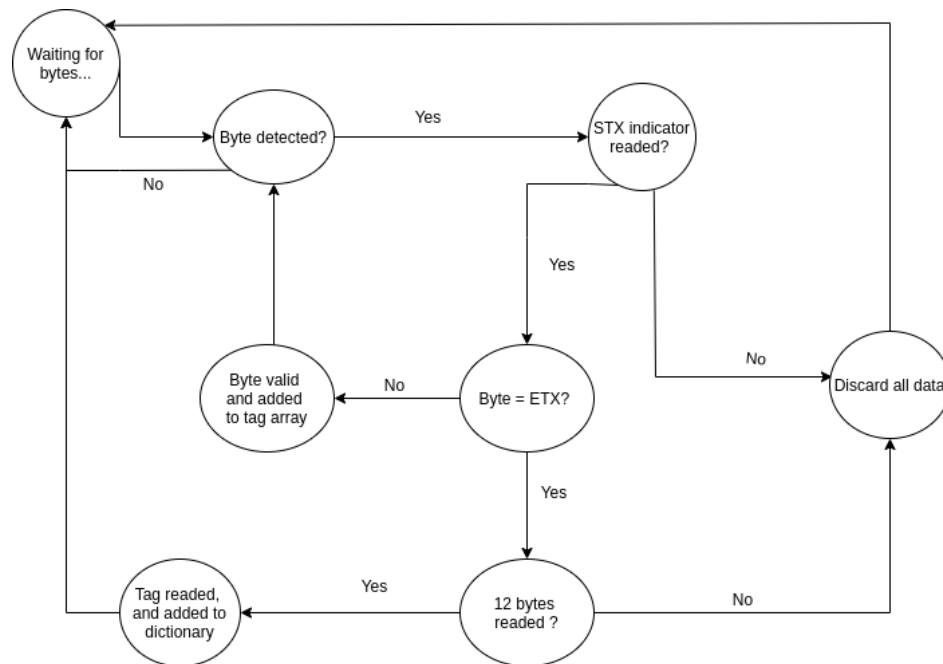 Waiting for
bytes...
Byte detected?
Yes
STX indicator
readed?
No
Yes
No
Byte valid
and added
to tag array
No
Byte = ETX?
Discard all data
Yes
Tag readed,
and added to
dictionary
Yes
12 bytes
readed ?
No